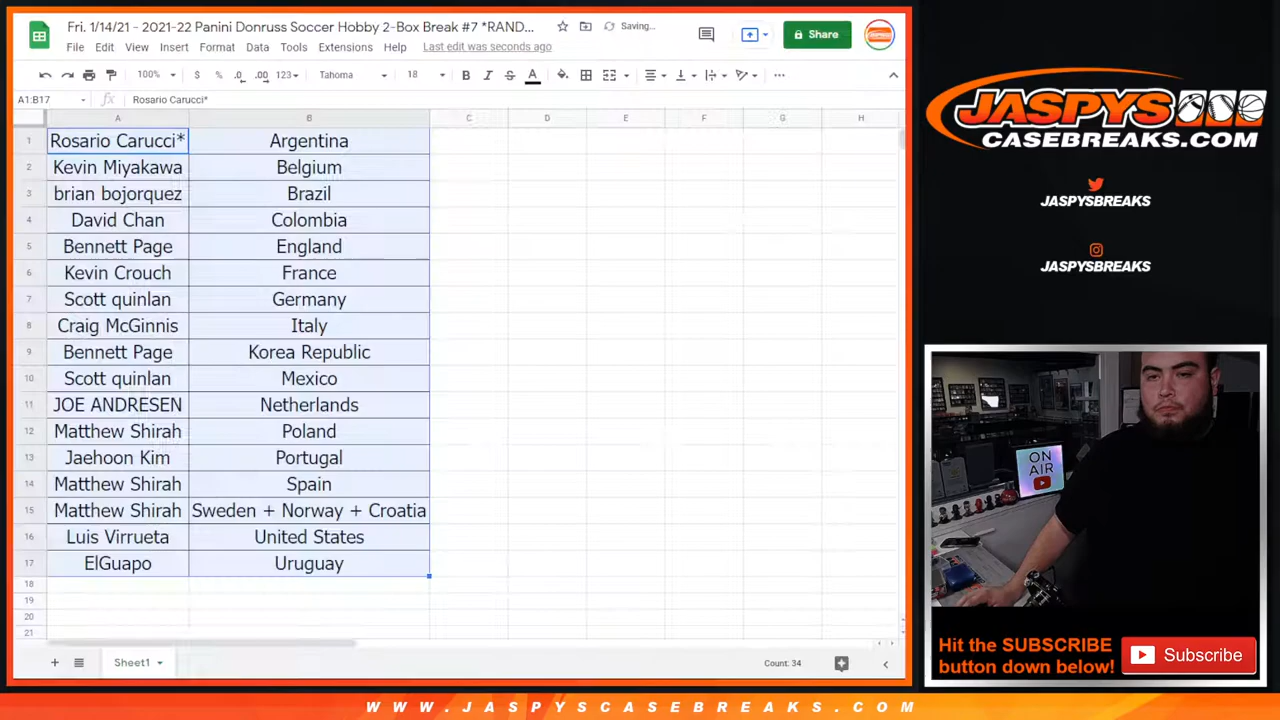 Fri. 1/14/21 - 2021-22 Panini Donruss Soccer Hobby 2-Box Break #7 *RAND...
Saving...
File Edit View Insert Format Data Tools Extensions Help Last edit was seconds ago
Share
100% $ % .0 .00 123 Tahoma 18 B I S A
A1:B17 fx Rosario Carucci*
A B C D E F G H
1 Rosario Carucci* Argentina
2 Kevin Miyakawa Belgium
3 brian bojorquez Brazil
4 David Chan Colombia
5 Bennett Page England
6 Kevin Crouch France
7 Scott quinlan Germany
8 Craig McGinnis Italy
9 Bennett Page Korea Republic
10 Scott quinlan Mexico
11 JOE ANDRESEN Netherlands
12 Matthew Shirah Poland
13 Jaehoon Kim Portugal
14 Matthew Shirah Spain
15 Matthew Shirah Sweden + Norway + Croatia
16 Luis Virrueta United States
17 ElGuapo Uruguay
18
19
20
21
Sheet1
Count: 34
JASPYS
CASEBREAKS.COM
JASPYSBREAKS
JASPYSBREAKS
ON
AIR
Hit the SUBSCRIBE
button down below!
Subscribe
WWW.JASPYSCASEBREAKS.COM